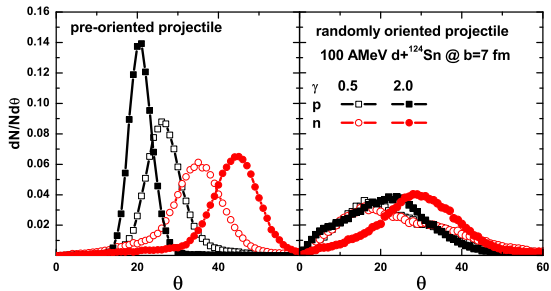 pre-oriented projectile
randomly oriented projectile
100 AMeV d+¹²⁴Sn @ b=7 fm
γ 0.5 2.0
p
n
0.16
0.14
0.12
0.10
0.08
0.06
0.04
0.02
dN/Ndθ
0 20 40 0 20 40 60
θ θ